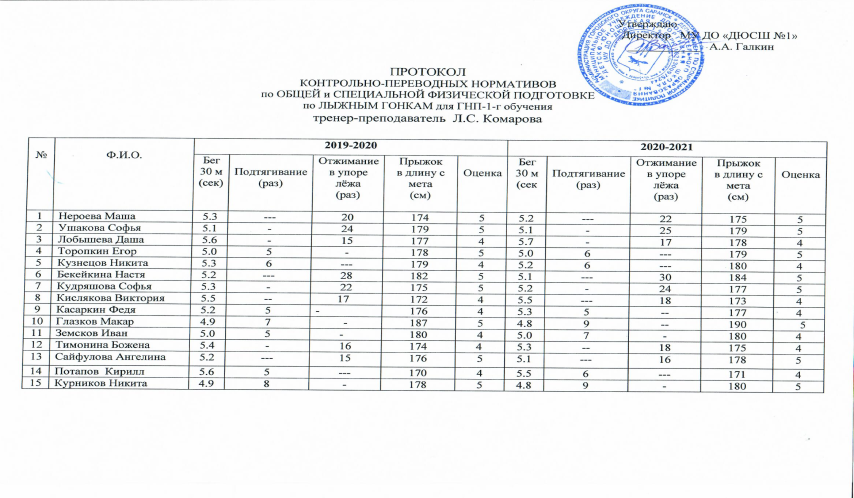 Утверждаю
Директор МУ ДО «ДЮСШ №1»
А.А. Галкин
ПРОТОКОЛ
КОНТРОЛЬНО-ПЕРЕВОДНЫХ НОРМАТИВОВ
по ОБЩЕЙ и СПЕЦИАЛЬНОЙ ФИЗИЧЕСКОЙ ПОДГОТОВКЕ
по ЛЫЖНЫМ ГОНКАМ для ГНП-1-г обучения
тренер-преподаватель Л.С. Комарова
№ Ф.И.О. 2019-2020 2020-2021
Бег 30 м (сек) Подтягивание (раз) Отжимание в упоре лёжа (раз) Прыжок в длину с мета (см) Оценка Бег 30 м (сек Подтягивание (раз) Отжимание в упоре лёжа (раз) Прыжок в длину с мета (см) Оценка
1 Нероева Маша 5.3 --- 20 174 5 5.2 --- 22 175 5
2 Ушакова Софья 5.1 - 24 179 5 5.1 - 25 179 5
3 Лобышева Даша 5.6 - 15 177 4 5.7 - 17 178 4
4 Торопкин Егор 5.0 5 - 178 5 5.0 6 --- 179 5
5 Кузнецов Никита 5.3 6 --- 179 4 5.2 6 --- 180 4
6 Бекейкина Настя 5.2 --- 28 182 5 5.1 --- 30 184 5
7 Кудряшова Софья 5.3 - 22 175 5 5.2 - 24 177 5
8 Кислякова Виктория 5.5 -- 17 172 4 5.5 --- 18 173 4
9 Касаркин Федя 5.2 5 - 176 4 5.3 5 -- 177 4
10 Глазков Макар 4.9 7 - 187 5 4.8 9 -- 190 5
11 Земсков Иван 5.0 5 - 180 4 5.0 7 - 180 4
12 Тимонина Божена 5.4 - 16 174 4 5.3 -- 18 175 4
13 Сайфулова Ангелина 5.2 --- 15 176 5 5.1 --- 16 178 5
14 Потапов Кирилл 5.6 5 --- 170 4 5.5 6 --- 171 4
15 Курников Никита 4.9 8 - 178 5 4.8 9 - 180 5